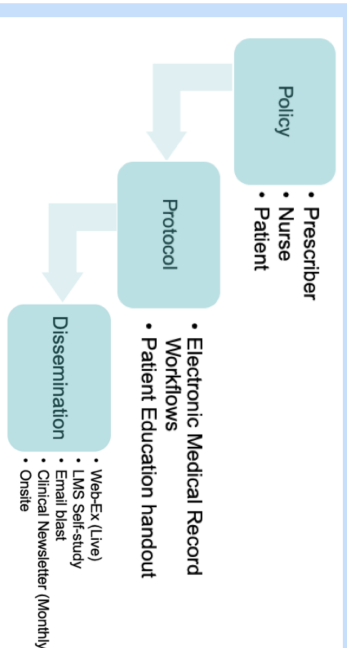 Policy
• Prescriber
• Nurse
• Patient
Protocol
• Electronic Medical Record
Workflows
• Patient Education handout
Dissemination
• Web-Ex (Live)
• LMS Self-study
• Email blast
• Clinical Newsletter (Monthly
• Onsite